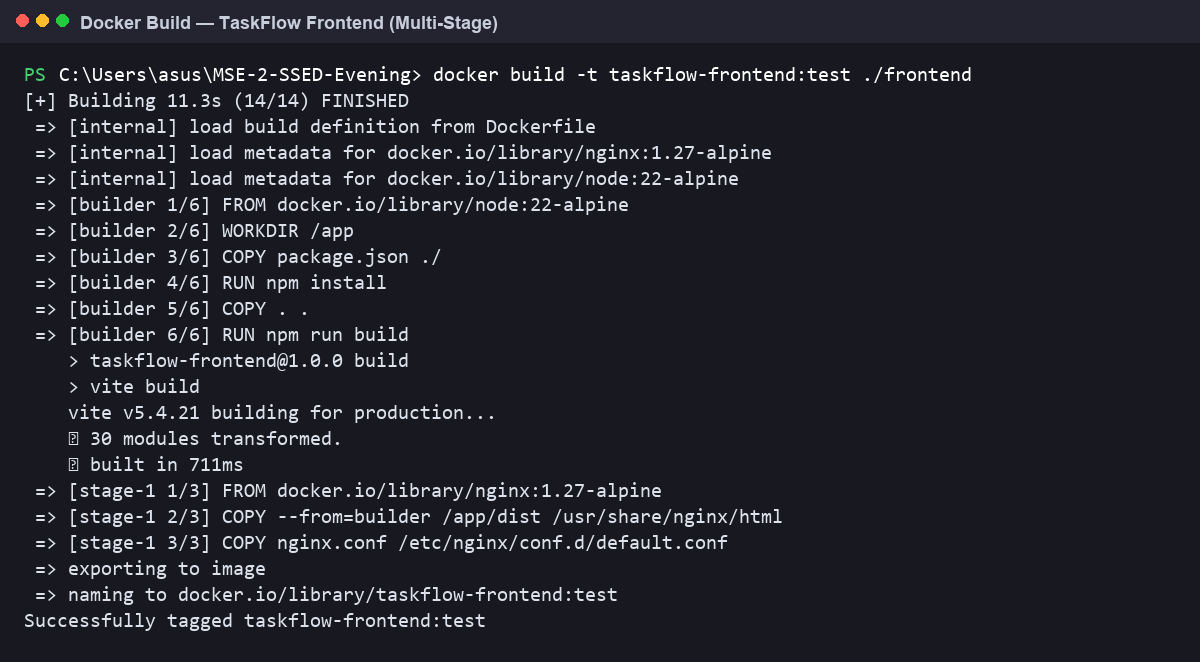 Docker Build — TaskFlow Frontend (Multi-Stage)
PS C:\Users\asus\MSE-2-SSED-Evening> docker build -t taskflow-frontend:test ./frontend
[+] Building 11.3s (14/14) FINISHED
=> [internal] load build definition from Dockerfile
=> [internal] load metadata for docker.io/library/nginx:1.27-alpine
=> [internal] load metadata for docker.io/library/node:22-alpine
=> [builder 1/6] FROM docker.io/library/node:22-alpine
=> [builder 2/6] WORKDIR /app
=> [builder 3/6] COPY package.json ./
=> [builder 4/6] RUN npm install
=> [builder 5/6] COPY . .
=> [builder 6/6] RUN npm run build
> taskflow-frontend@1.0.0 build
> vite build
vite v5.4.21 building for production...
30 modules transformed.
built in 711ms
=> [stage-1 1/3] FROM docker.io/library/nginx:1.27-alpine
=> [stage-1 2/3] COPY --from=builder /app/dist /usr/share/nginx/html
=> [stage-1 3/3] COPY nginx.conf /etc/nginx/conf.d/default.conf
=> exporting to image
=> naming to docker.io/library/taskflow-frontend:test
Successfully tagged taskflow-frontend:test